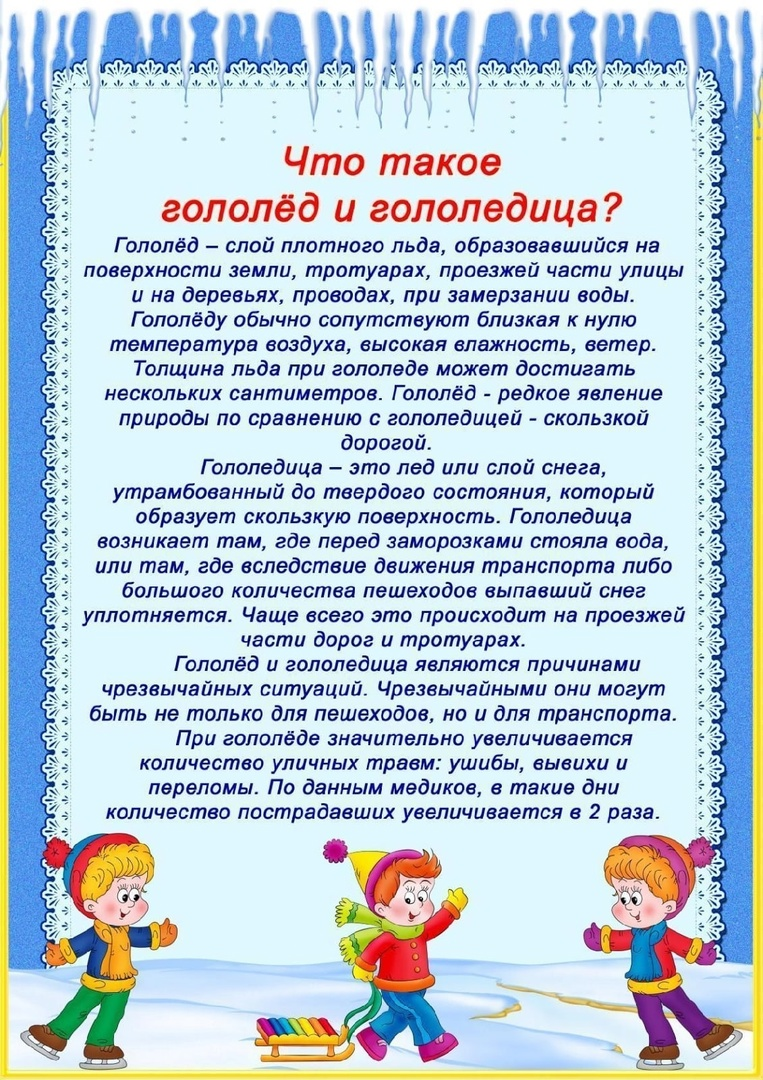 Что такое
гололёд и гололедица?
Гололёд – слой плотного льда, образовавшийся на
поверхности земли, тротуарах, проезжей части улицы
и на деревьях, проводах, при замерзании воды.
Гололёду обычно сопутствуют близкая к нулю
температура воздуха, высокая влажность, ветер.
Толщина льда при гололеде может достигать
нескольких сантиметров. Гололёд - редкое явление
природы по сравнению с гололедицей - скользкой
дорогой.
Гололедица – это лед или слой снега,
утрамбованный до твердого состояния, который
образует скользкую поверхность. Гололедица
возникает там, где перед заморозками стояла вода,
или там, где вследствие движения транспорта либо
большого количества пешеходов выпавший снег
уплотняется. Чаще всего это происходит на проезжей
части дорог и тротуарах.
Гололёд и гололедица являются причинами
чрезвычайных ситуаций. Чрезвычайными они могут
быть не только для пешеходов, но и для транспорта.
При гололёде значительно увеличивается
количество уличных травм: ушибы, вывихи и
переломы. По данным медиков, в такие дни
количество пострадавших увеличивается в 2 раза.